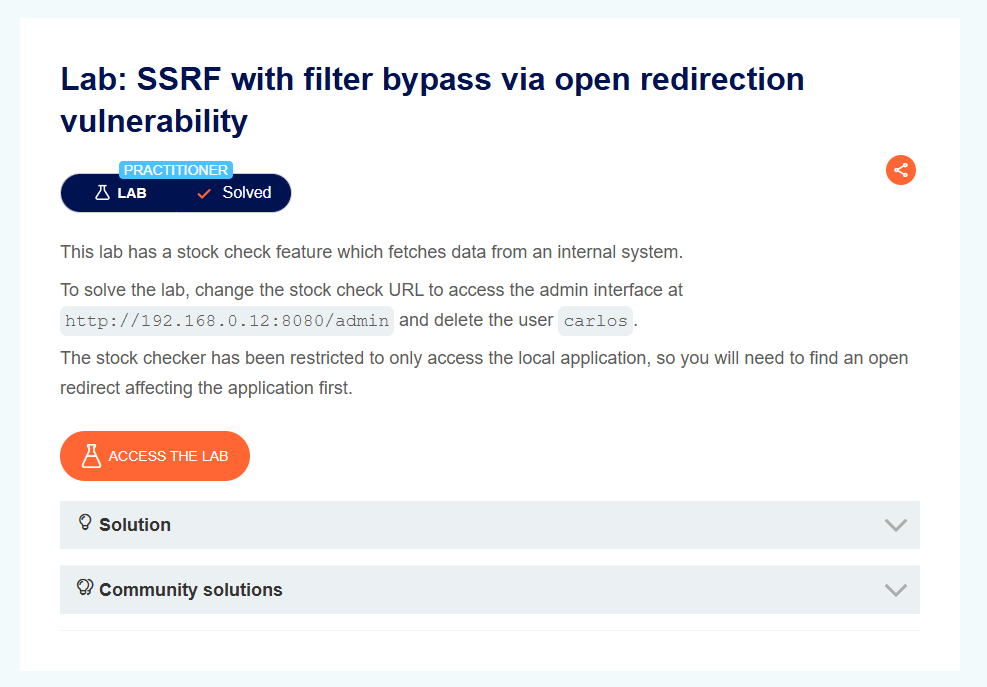 Lab: SSRF with filter bypass via open redirection
vulnerability
PRACTITIONER
LAB Solved
This lab has a stock check feature which fetches data from an internal system.
To solve the lab, change the stock check URL to access the admin interface at
http://192.168.0.12:8080/admin and delete the user carlos.
The stock checker has been restricted to only access the local application, so you will need to find an open
redirect affecting the application first.
ACCESS THE LAB
Solution
Community solutions